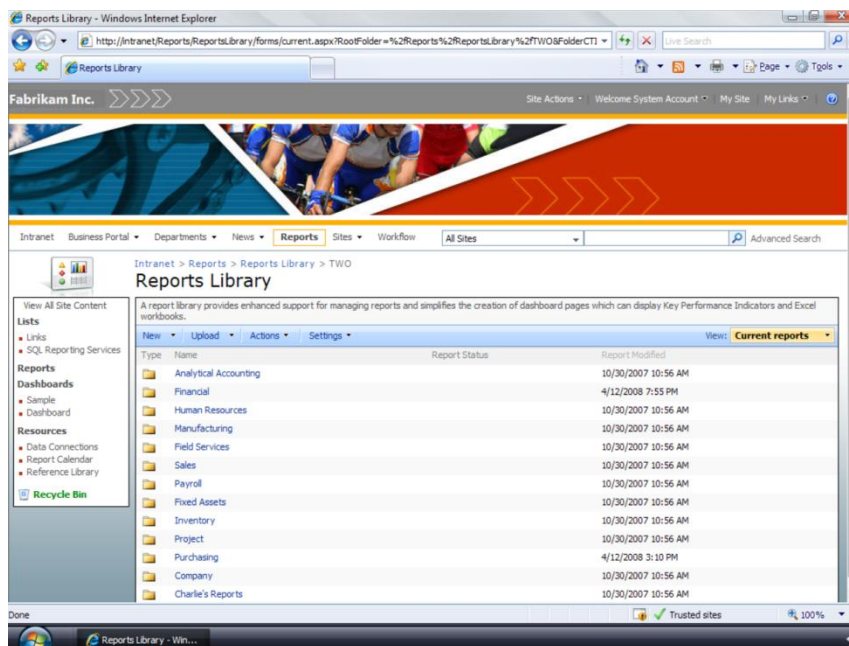 Reports Library - Windows Internet Explorer
http://intranet/Reports/ReportsLibrary/forms/current.aspx?RootFolder=%2fReports%2fReportsLibrary%2fTWO&FolderCTI
Live Search
Reports Library
Page Tools
Fabrikam Inc.
Site Actions Welcome System Account My Site My Links
Intranet Business Portal Departments News Reports Sites Workflow All Sites Advanced Search
Intranet > Reports > Reports Library > TWO
Reports Library
View All Site Content
Lists
Links
SQL Reporting Services
Reports
Dashboards
Sample
Dashboard
Resources
Data Connections
Report Calendar
Reference Library
Recycle Bin
A report library provides enhanced support for managing reports and simplifies the creation of dashboard pages which can display Key Performance Indicators and Excel
workbooks.
New Upload Actions Settings View: Current reports
Type Name Report Status Report Modified
Analytical Accounting 10/30/2007 10:56 AM
Financial 4/12/2008 7:55 PM
Human Resources 10/30/2007 10:56 AM
Manufacturing 10/30/2007 10:56 AM
Field Services 10/30/2007 10:56 AM
Sales 10/30/2007 10:56 AM
Payroll 10/30/2007 10:56 AM
Fixed Assets 10/30/2007 10:56 AM
Inventory 10/30/2007 10:56 AM
Project 10/30/2007 10:56 AM
Purchasing 4/12/2008 3:10 PM
Company 10/30/2007 10:56 AM
Charlie's Reports 10/30/2007 10:56 AM
Done Trusted sites 100%
Reports Library - Win...